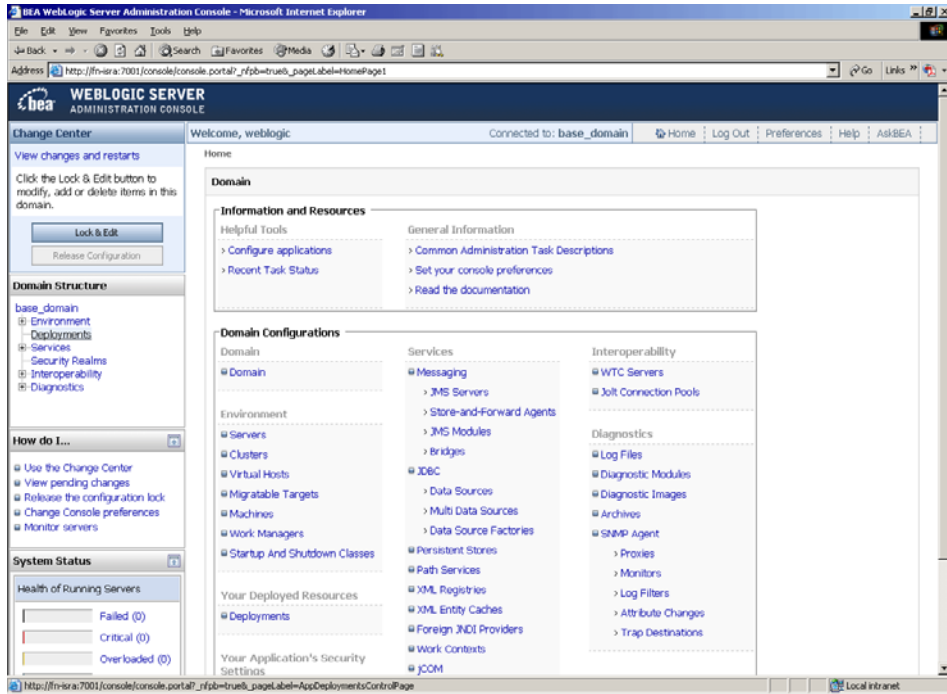 BEA WebLogic Server Administration Console - Microsoft Internet Explorer
File Edit View Favorites Tools Help
Back Search Favorites Media
Address http://fn-isra:7001/console/console.portal?_nfpb=true&_pageLabel=HomePage1 Go Links
bea WEBLOGIC SERVER
ADMINISTRATION CONSOLE
Change Center
View changes and restarts
Click the Lock & Edit button to
modify, add or delete items in this
domain.
Lock & Edit
Release Configuration
Domain Structure
base_domain
Environment
Deployments
Services
Security Realms
Interoperability
Diagnostics
How do I...
Use the Change Center
View pending changes
Release the configuration lock
Change Console preferences
Monitor servers
System Status
Health of Running Servers
Failed (0)
Critical (0)
Overloaded (0)
Welcome, weblogic Connected to: base_domain Home Log Out Preferences Help AskBEA
Home
Domain
Information and Resources
Helpful Tools
Configure applications
Recent Task Status
General Information
Common Administration Task Descriptions
Set your console preferences
Read the documentation
Domain Configurations
Domain
Domain
Environment
Servers
Clusters
Virtual Hosts
Migratable Targets
Machines
Work Managers
Startup And Shutdown Classes
Your Deployed Resources
Deployments
Your Application's Security
Settings
Services
Messaging
JMS Servers
Store-and-Forward Agents
JMS Modules
Bridges
JDBC
Data Sources
Multi Data Sources
Data Source Factories
Persistent Stores
Path Services
XML Registries
XML Entity Caches
Foreign JNDI Providers
Work Contexts
jCOM
Interoperability
WTC Servers
Jolt Connection Pools
Diagnostics
Log Files
Diagnostic Modules
Diagnostic Images
Archives
SNMP Agent
Proxies
Monitors
Log Filters
Attribute Changes
Trap Destinations
http://fn-isra:7001/console/console.portal?_nfpb=true&_pageLabel=AppDeploymentsControlPage Local intranet